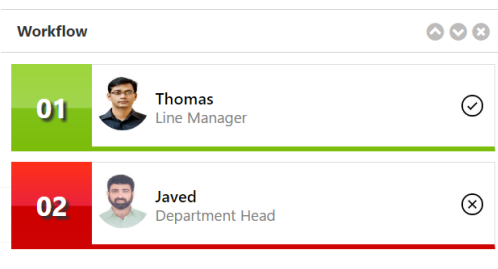 Workflow
01
Thomas
Line Manager
02
Javed
Department Head